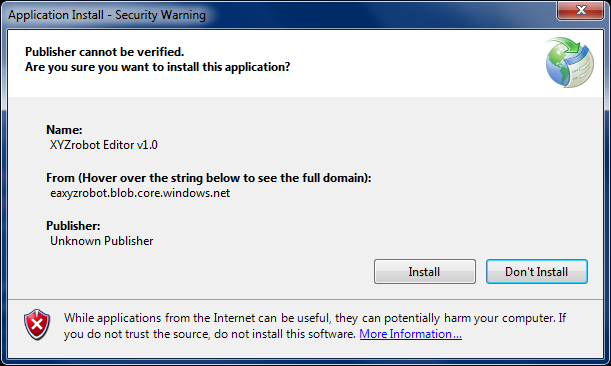 Application Install - Security Warning
Publisher cannot be verified.
Are you sure you want to install this application?
Name:
XYZrobot Editor v1.0
From (Hover over the string below to see the full domain):
eaxyzrobot.blob.core.windows.net
Publisher:
Unknown Publisher
Install
Don't Install
While applications from the Internet can be useful, they can potentially harm your computer. If
you do not trust the source, do not install this software. More Information...